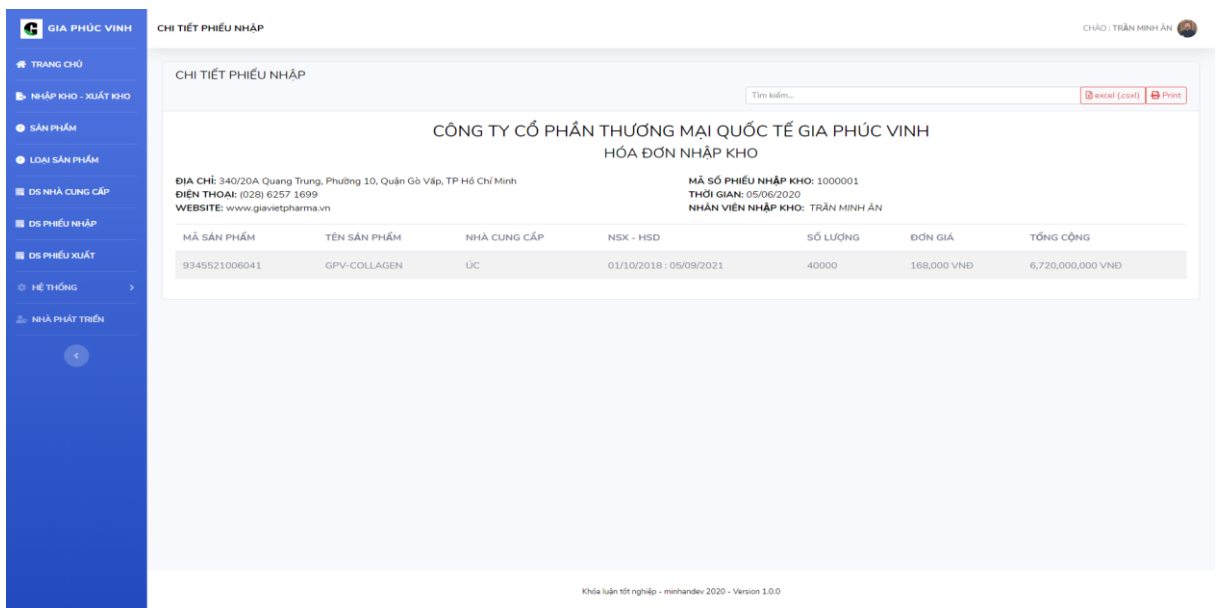 GIA PHÚC VINH
CHI TIẾT PHIẾU NHẬP
CHÀO : TRẦN MINH ÂN
TRANG CHỦ
NHẬP KHO - XUẤT KHO
SẢN PHẨM
LOẠI SẢN PHẨM
DS NHÀ CUNG CẤP
DS PHIẾU NHẬP
DS PHIẾU XUẤT
HỆ THỐNG
NHÀ PHÁT TRIỂN
CHI TIẾT PHIẾU NHẬP
Tìm kiếm...
excel (.csxl) Print
CÔNG TY CỔ PHẦN THƯƠNG MẠI QUỐC TẾ GIA PHÚC VINH
HÓA ĐƠN NHẬP KHO
ĐỊA CHỈ: 340/20A Quang Trung, Phường 10, Quận Gò Vấp, TP Hồ Chí Minh
ĐIỆN THOẠI: (028) 6257 1699
WEBSITE: www.giavietpharma.vn
MÃ SỐ PHIẾU NHẬP KHO: 1000001
THỜI GIAN: 05/06/2020
NHÂN VIÊN NHẬP KHO: TRẦN MINH ÂN
MÃ SẢN PHẨM TÊN SẢN PHẨM NHÀ CUNG CẤP NSX - HSD SỐ LƯỢNG ĐƠN GIÁ TỔNG CỘNG
9345521006041 GPV-COLLAGEN ÚC 01/10/2018 : 05/09/2021 40000 168,000 VNĐ 6,720,000,000 VNĐ
Khóa luận tốt nghiệp - minhandev 2020 - Version 1.0.0